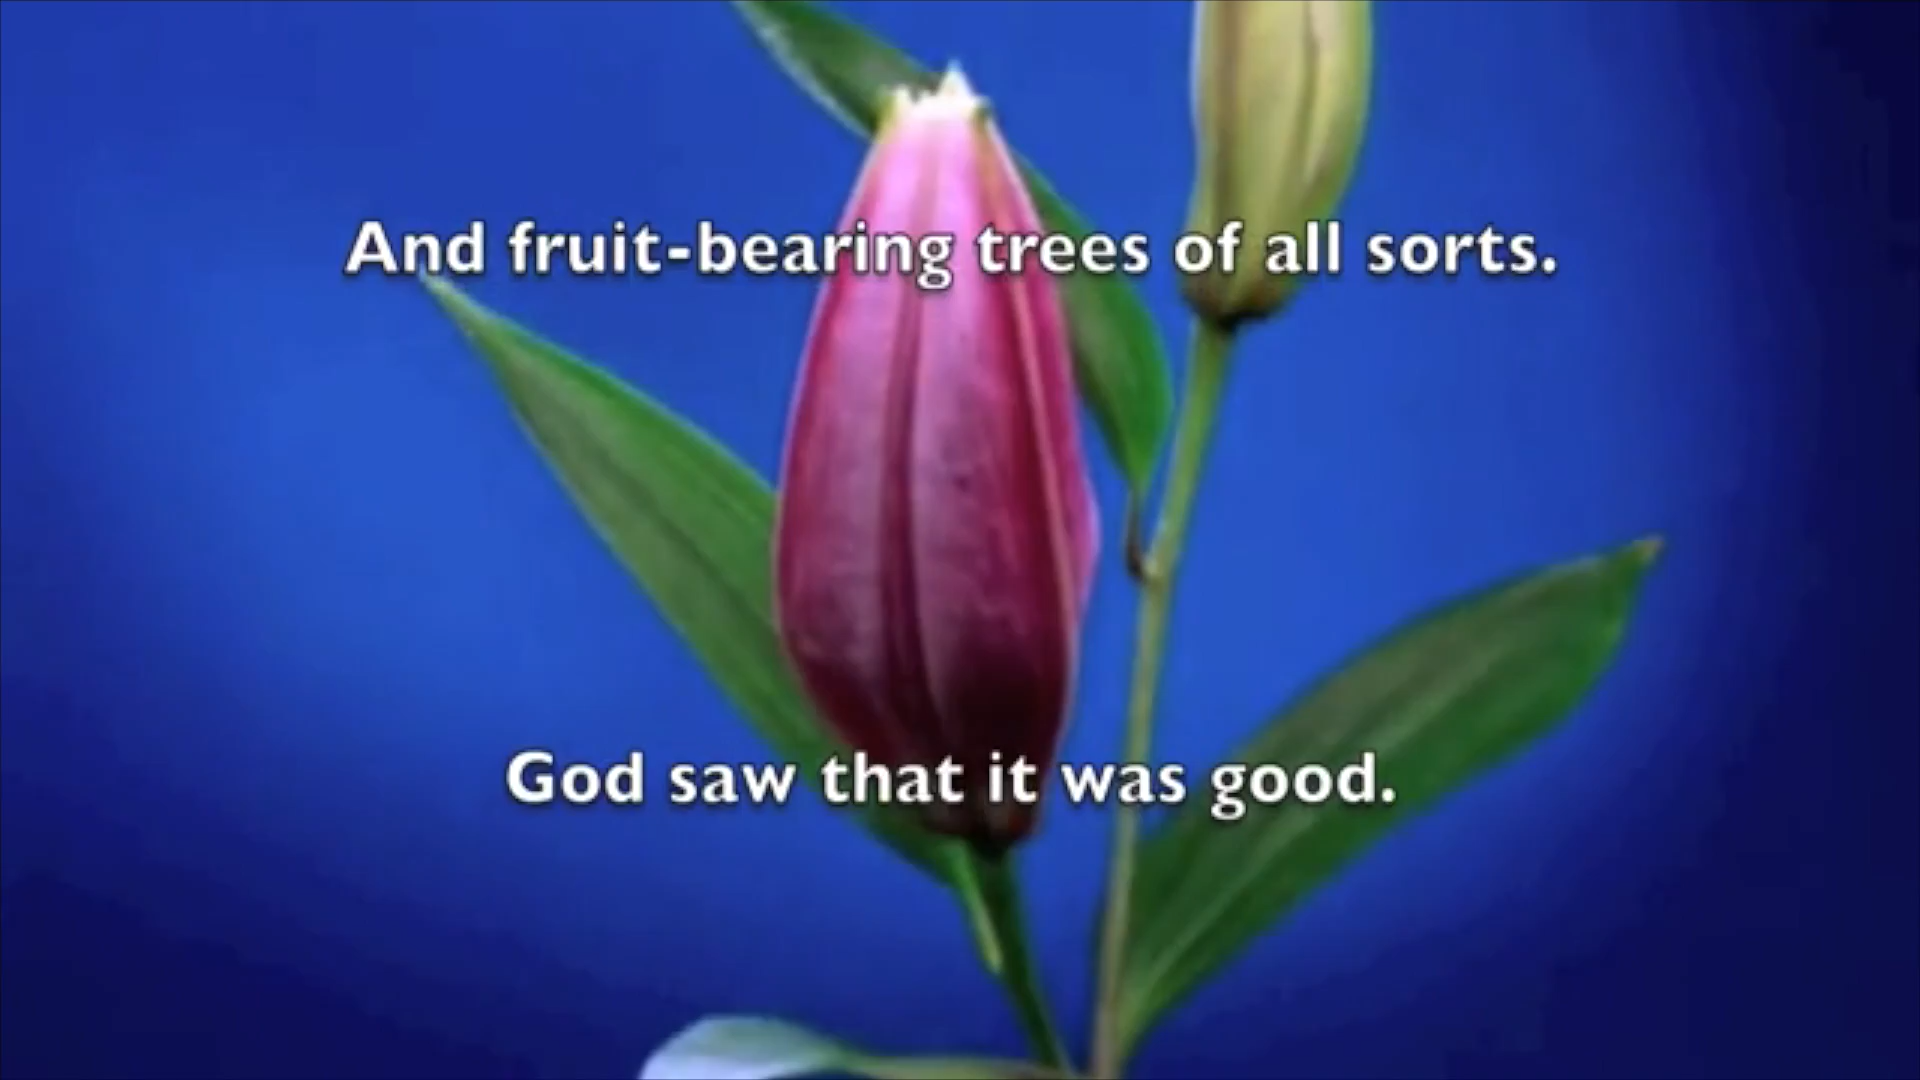 And fruit-bearing trees of all sorts.
God saw that it was good.